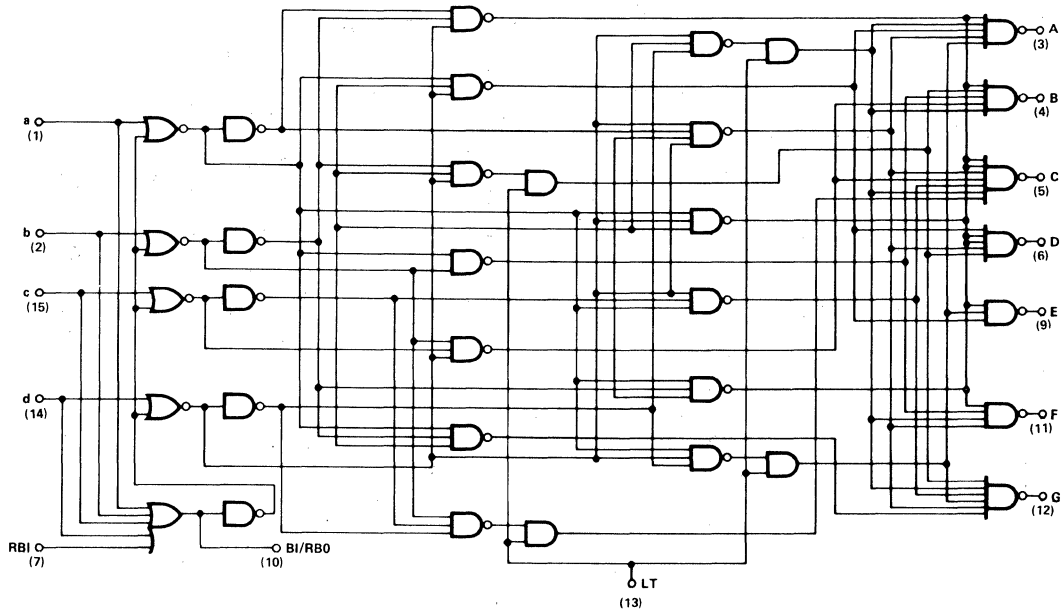 a
(1)
b
(2)
c
(15)
d
(14)
RBI
(7)
BI/RBO
(10)
LT
(13)
A
(3)
B
(4)
C
(5)
D
(6)
E
(9)
F
(11)
G
(12)